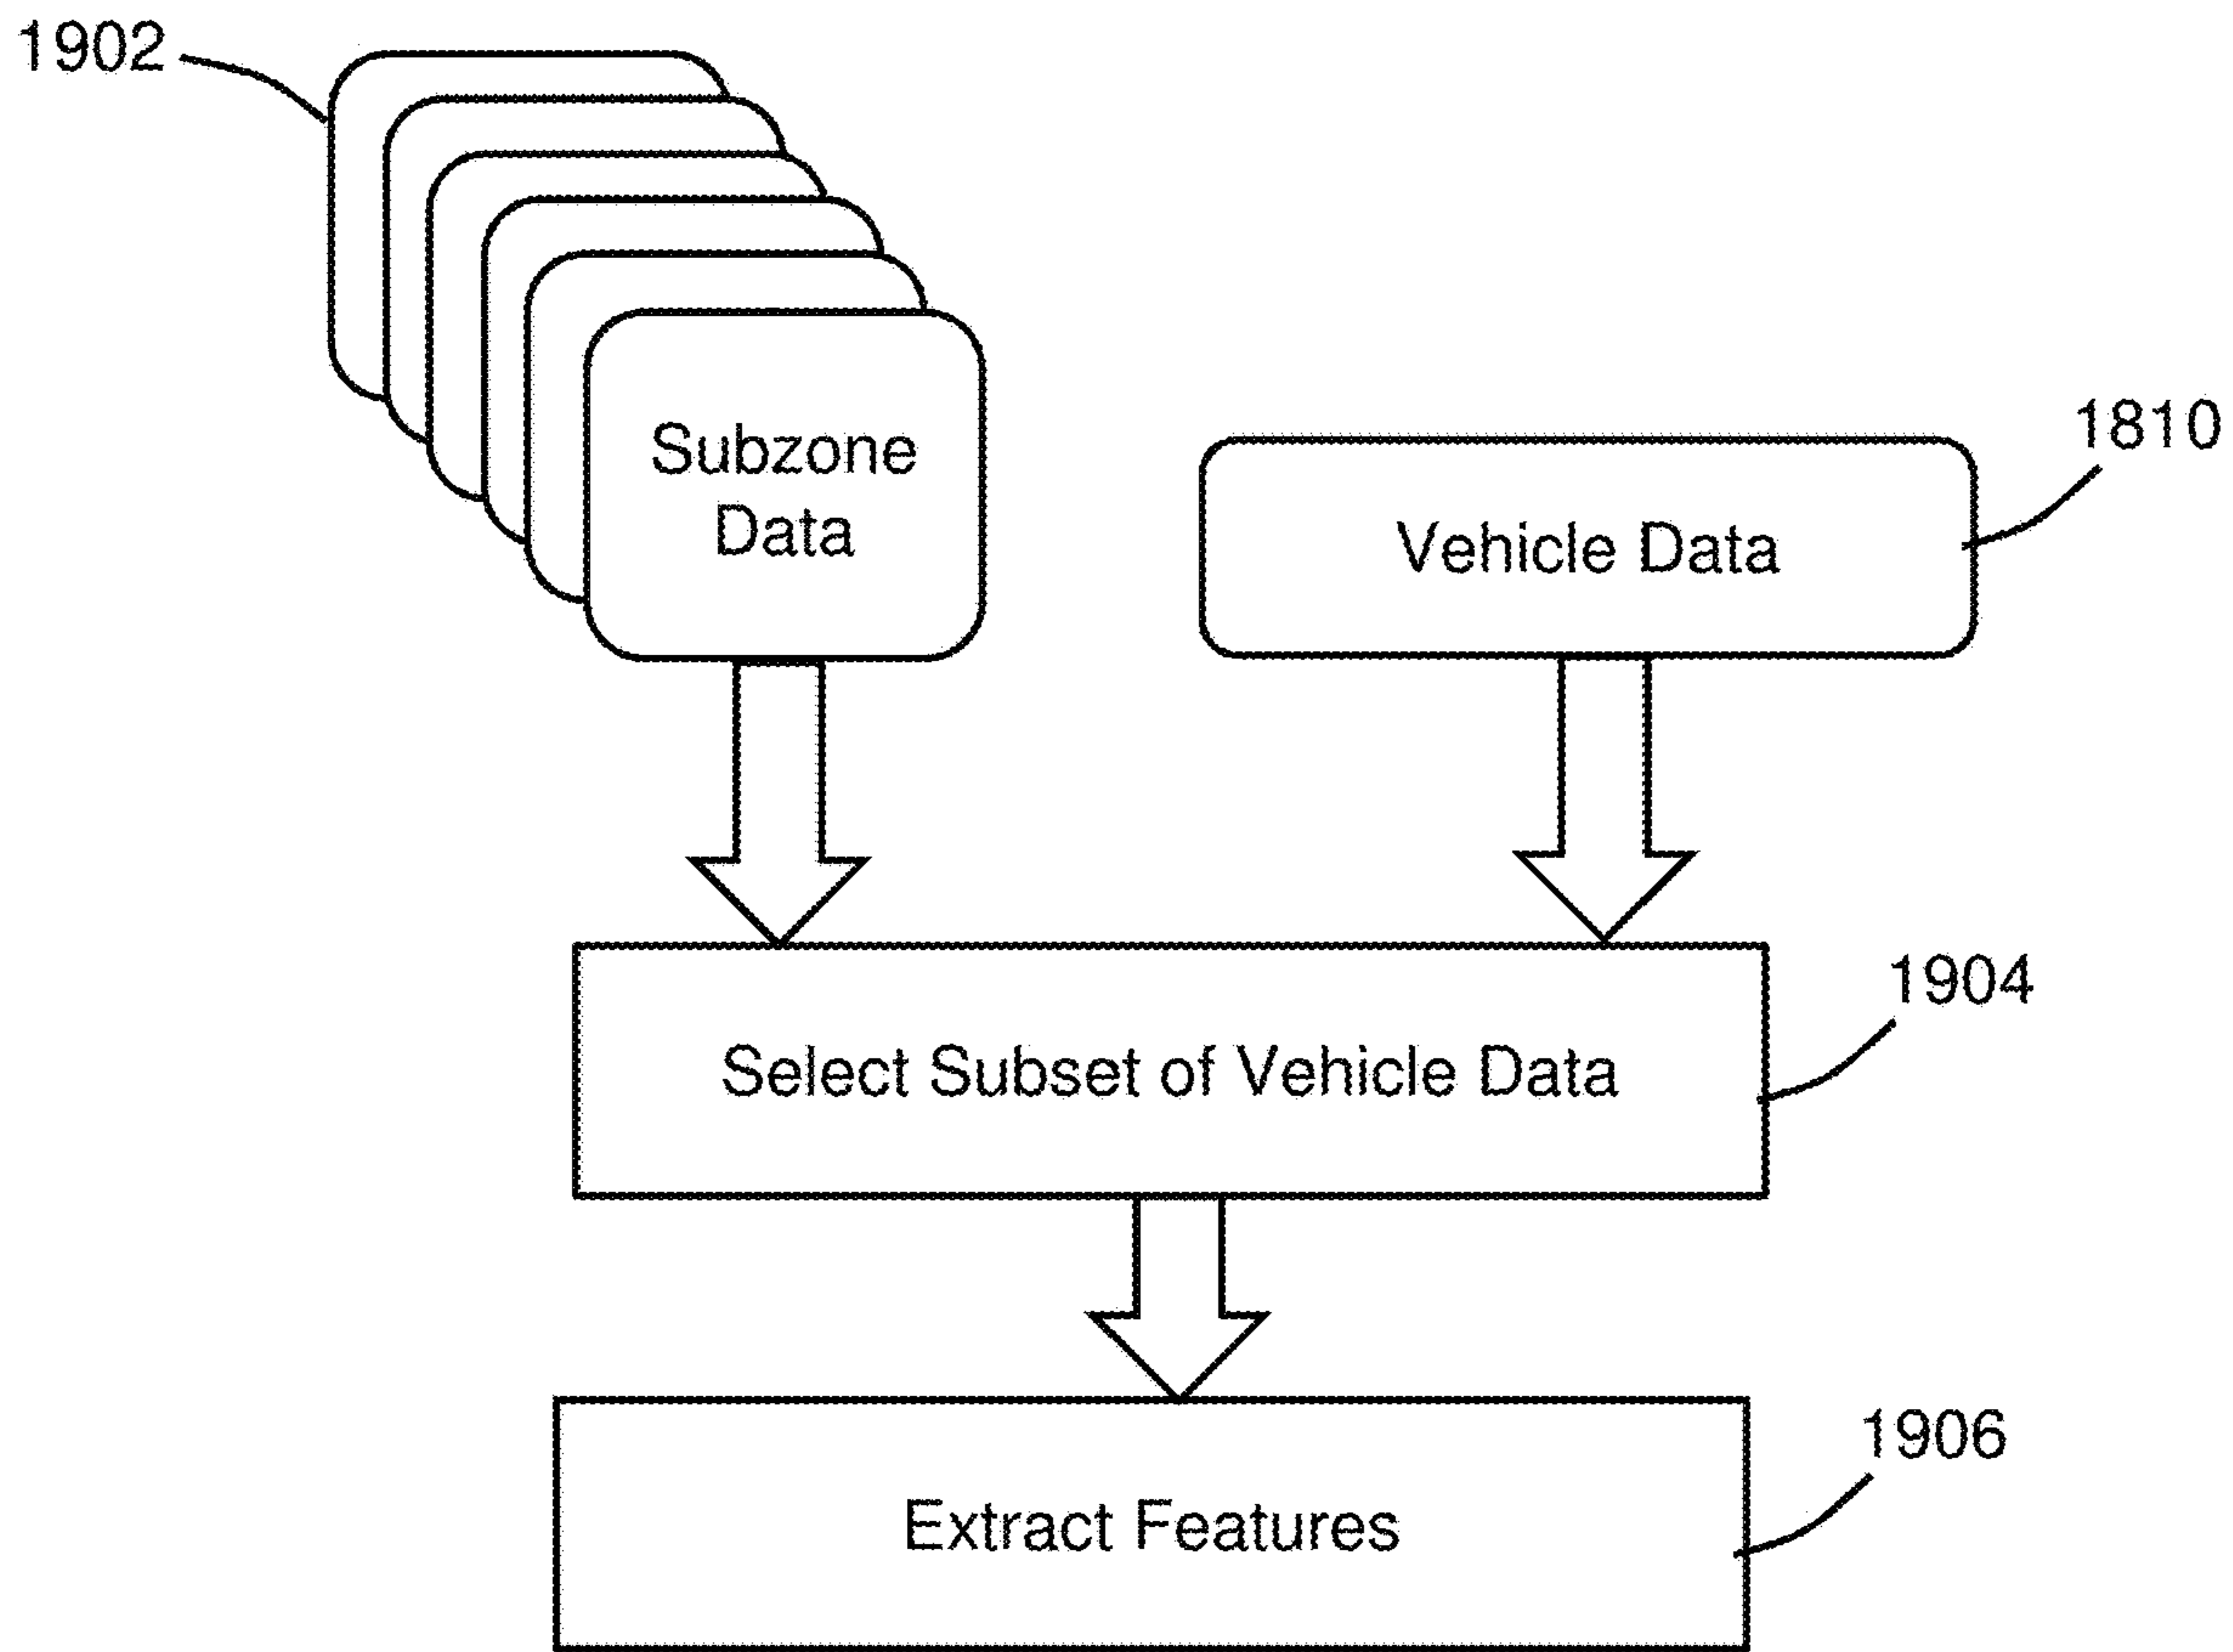 1902
Subzone
Data
1810
Vehicle Data
1904
Select Subset of Vehicle Data
1906
Extract Features